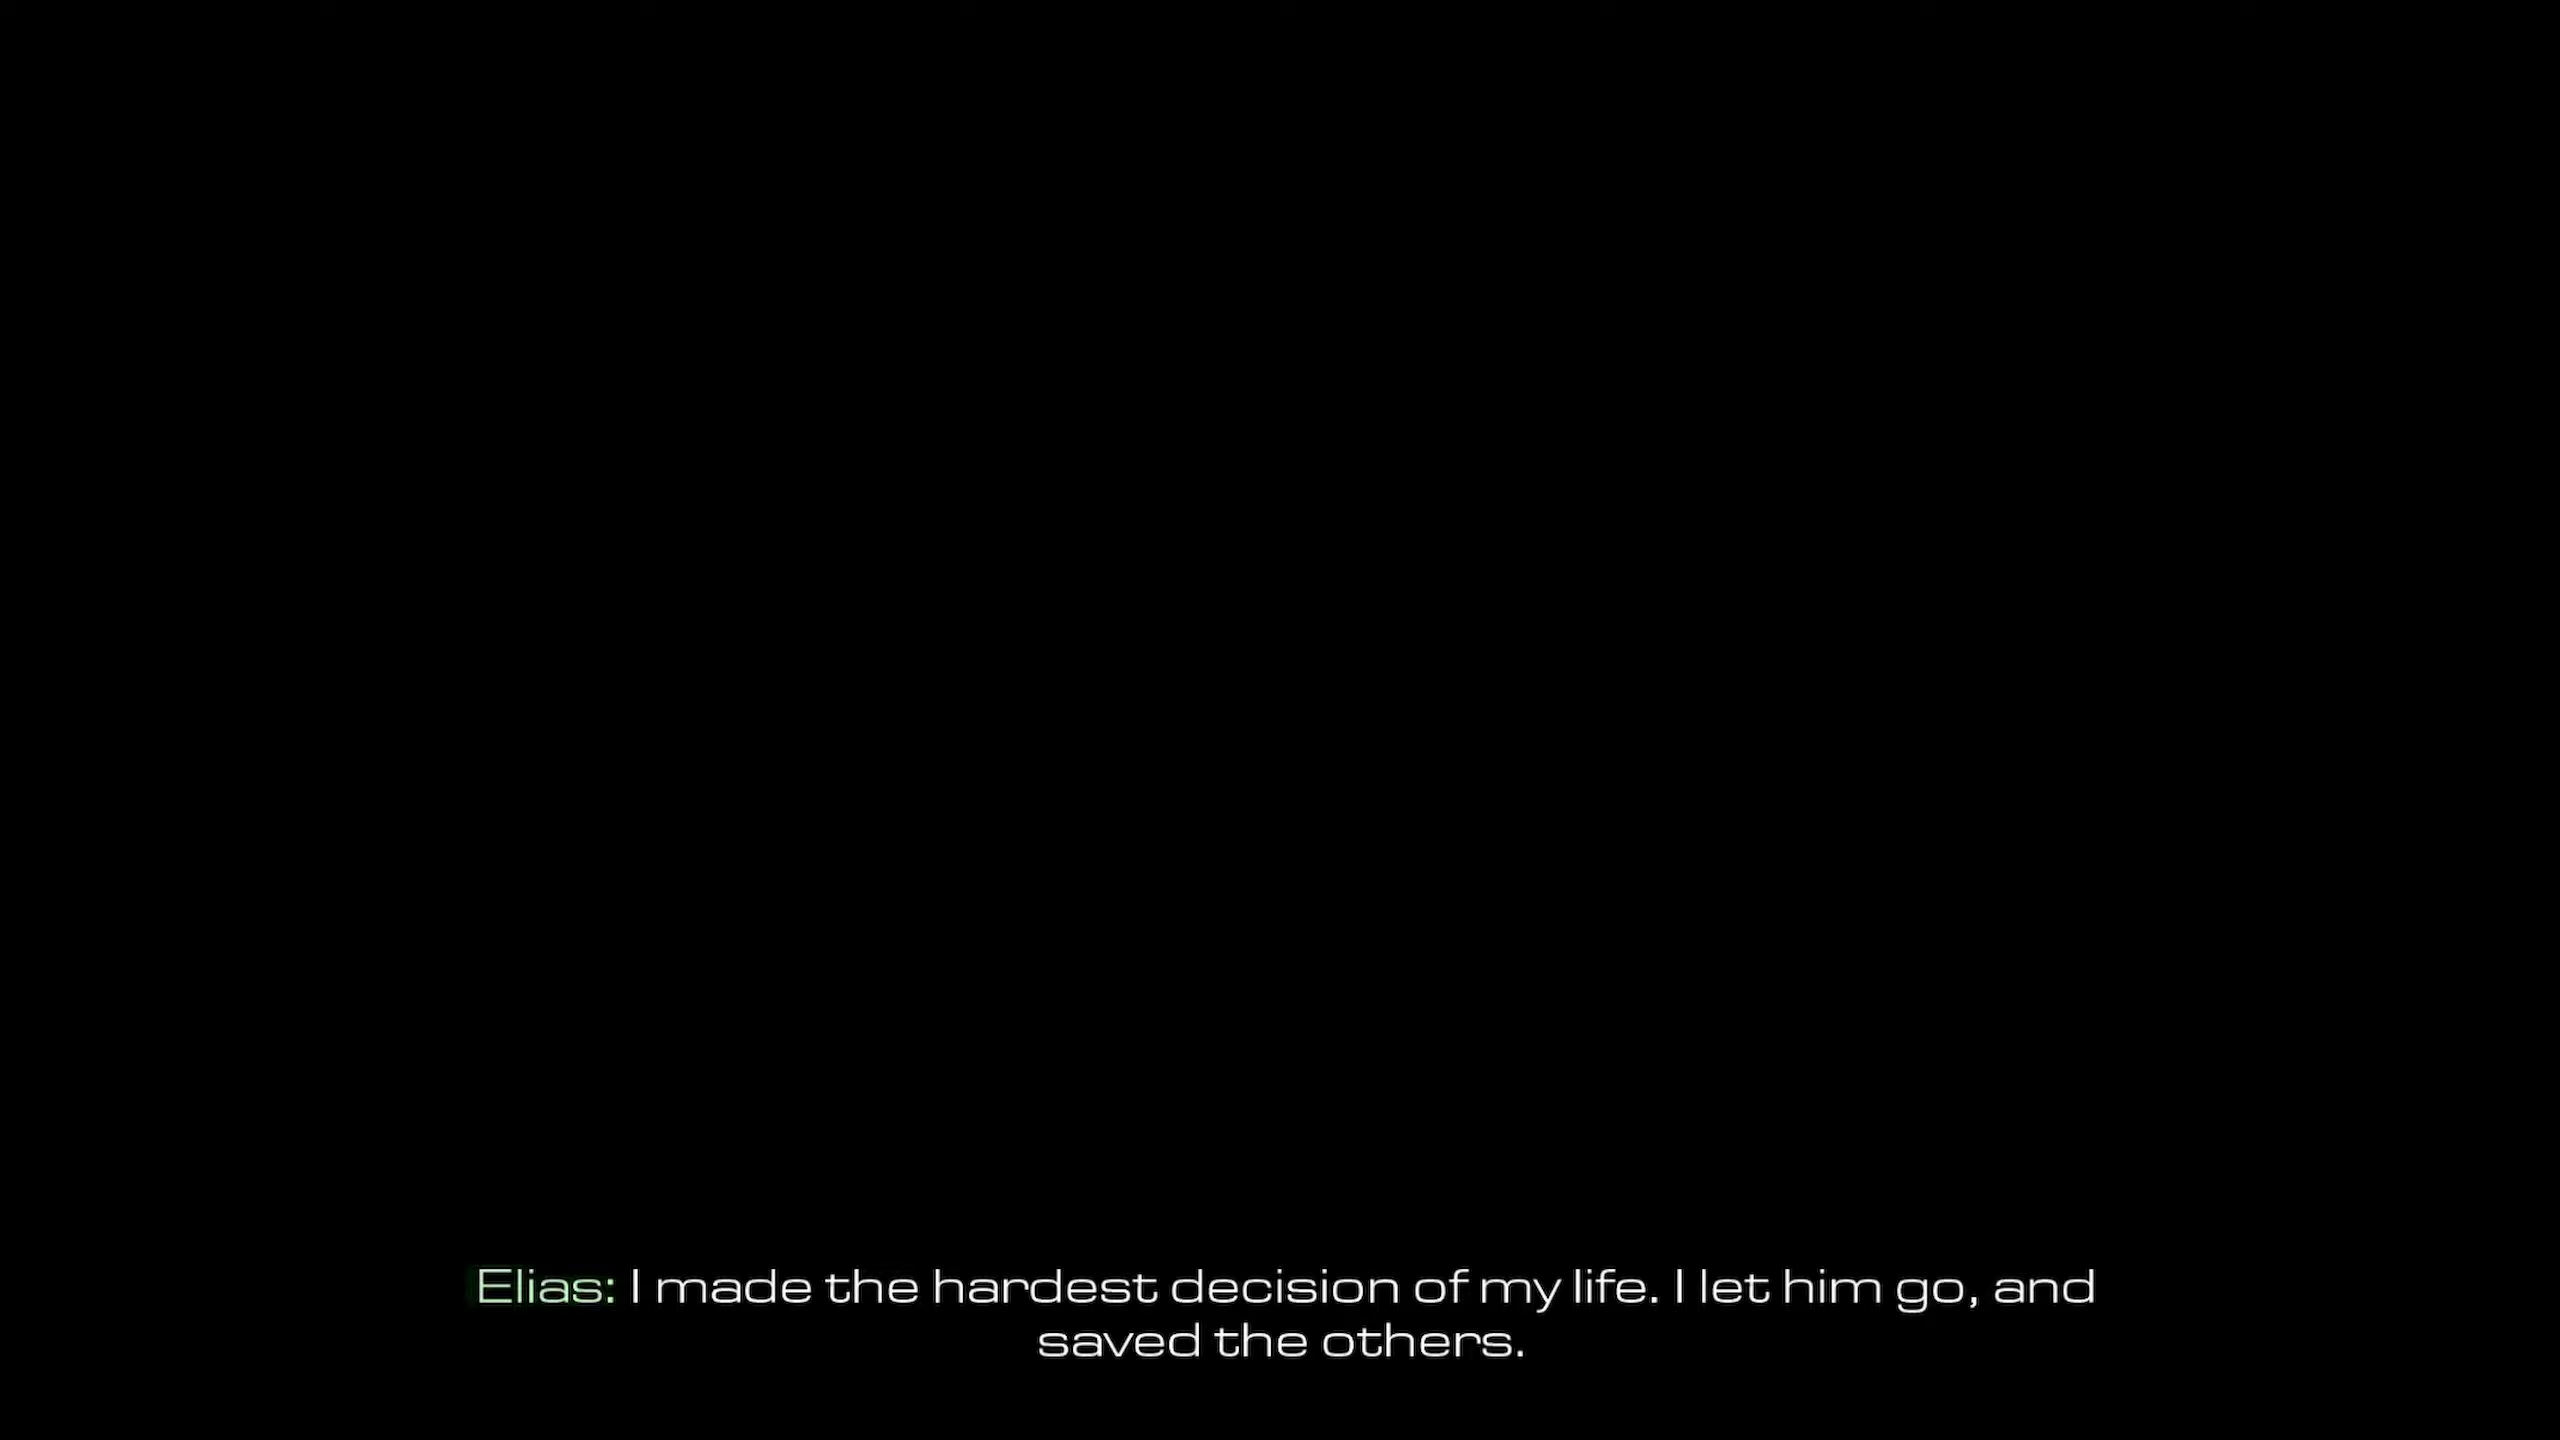 Elias: I made the hardest decision of my life. I let him go, and
saved the others.